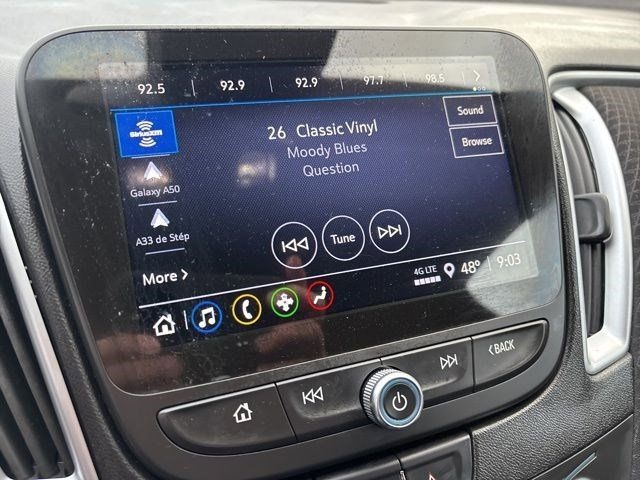 92.5 92.9 92.9 97.7 98.5
SiriusXM
26 Classic Vinyl
Moody Blues
Question
Sound
Browse
Galaxy A50
A33 de Stép
Tune
More
4G LTE 48° 9:03
BACK